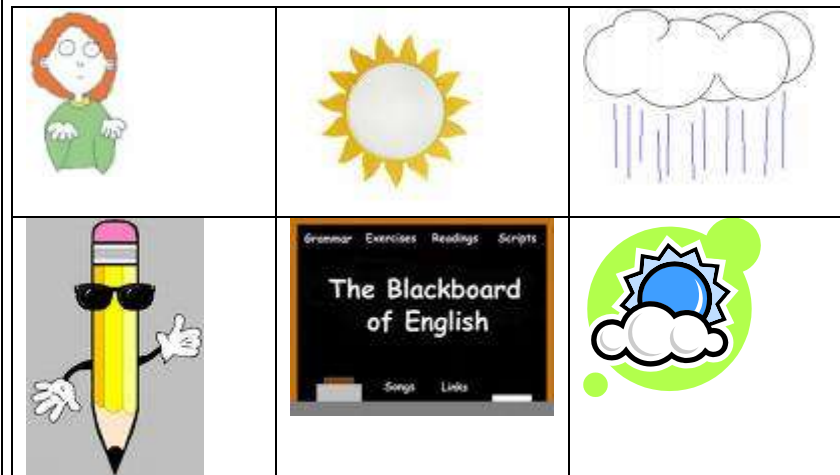 Grammar Exercises Readings Scripts
The Blackboard
of English
Songs Links